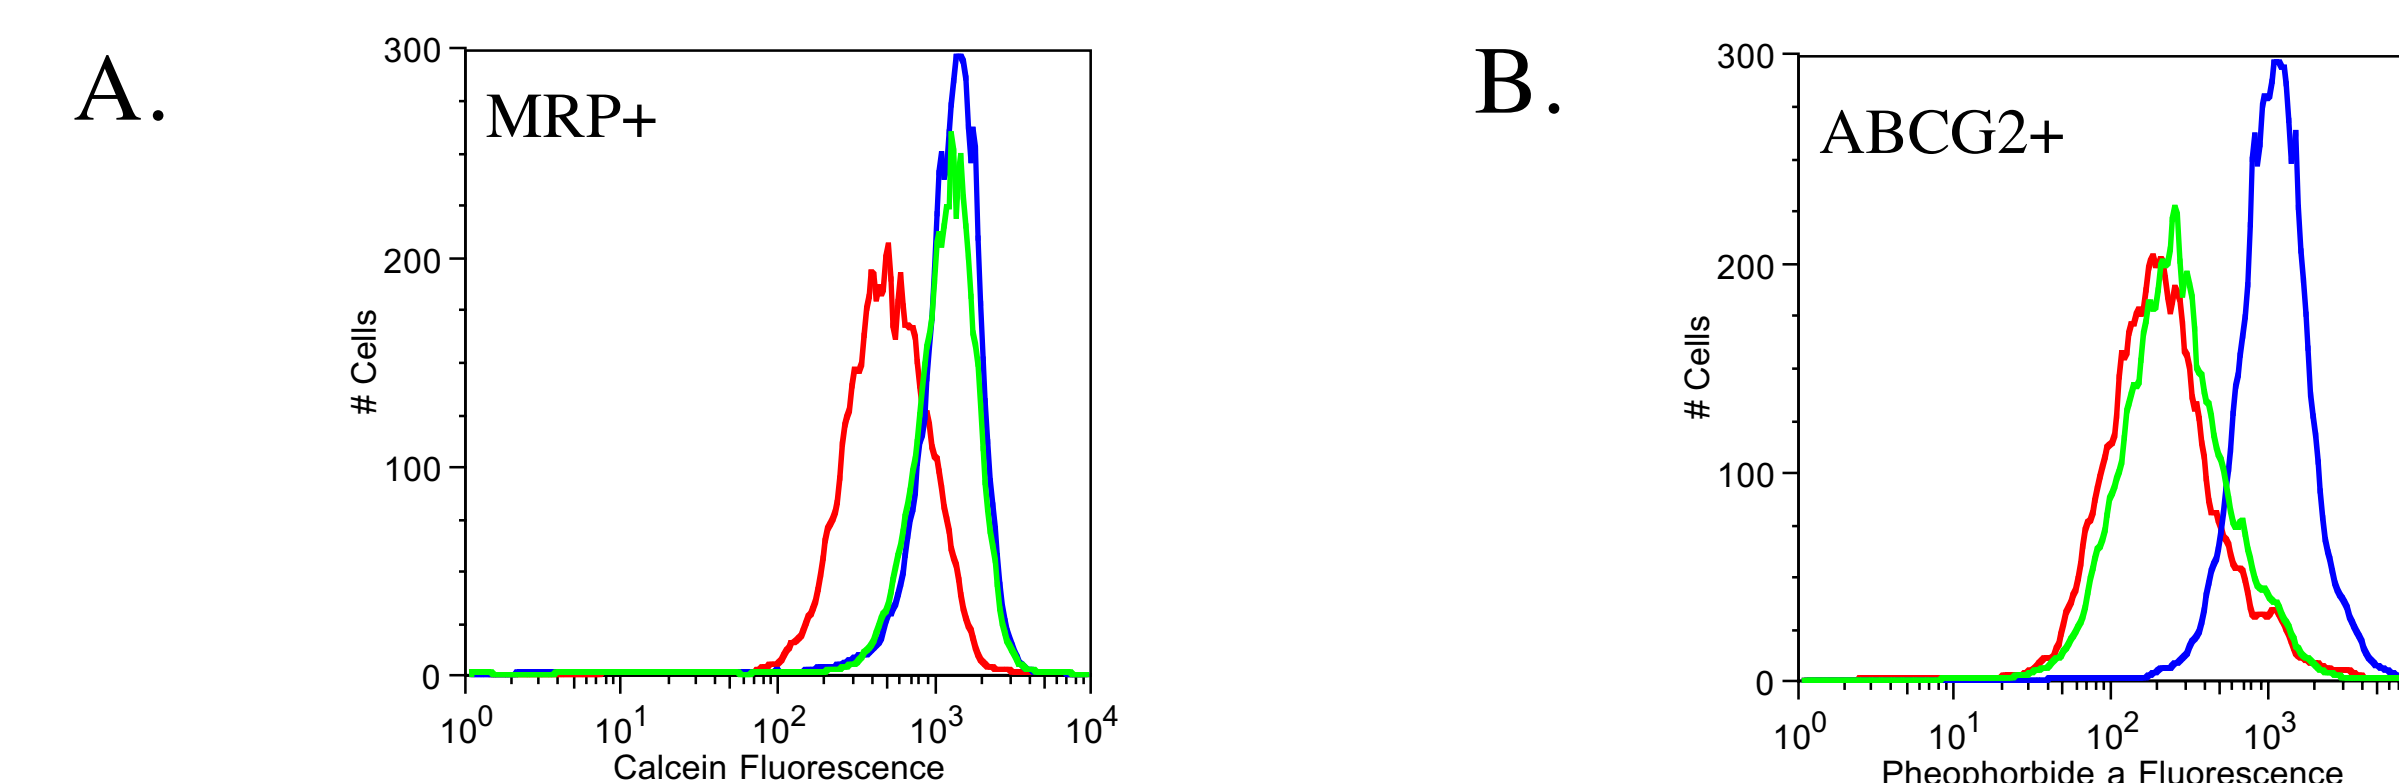 A.
300
200
100
0
# Cells
MRP+
10^0 10^1 10^2 10^3 10^4
Calcein Fluorescence
B.
300
200
100
0
# Cells
ABCG2+
10^0 10^1 10^2 10^3
Pheophorbide a Fluorescence